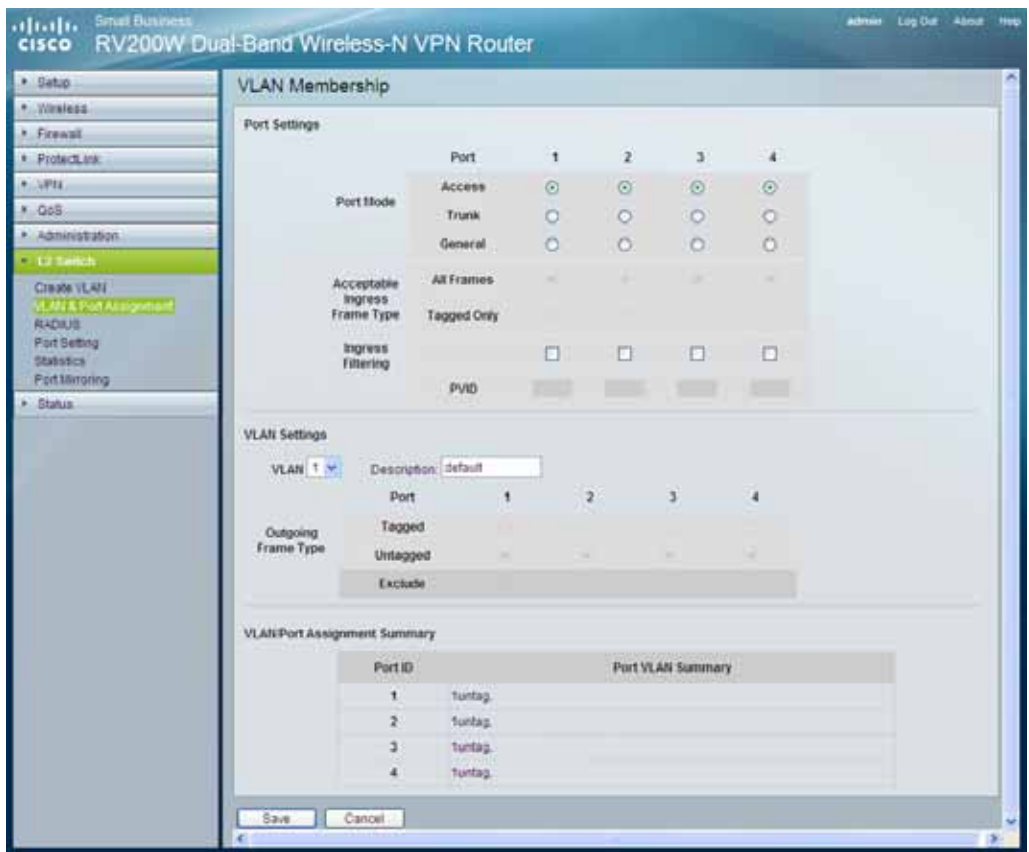 Small Business
CISCO RV200W Dual-Band Wireless-N VPN Router
admin Log Out About Help
Setup
Wireless
Firewall
ProtectLink
VPN
QoS
Administration
L2 Switch
Create VLAN
VLAN & Port Assignment
RADIUS
Port Setting
Statistics
Port Mirroring
Status
VLAN Membership
Port Settings
Port 1 2 3 4
Port Mode
Access
Trunk
General
Acceptable Ingress Frame Type
All Frames
Tagged Only
Ingress Filtering
PVID
VLAN Settings
VLAN 1 Description: default
Port 1 2 3 4
Outgoing Frame Type
Tagged
Untagged
Exclude
VLAN/Port Assignment Summary
Port ID Port VLAN Summary
1 1untag,
2 1untag,
3 1untag,
4 1untag,
Save Cancel